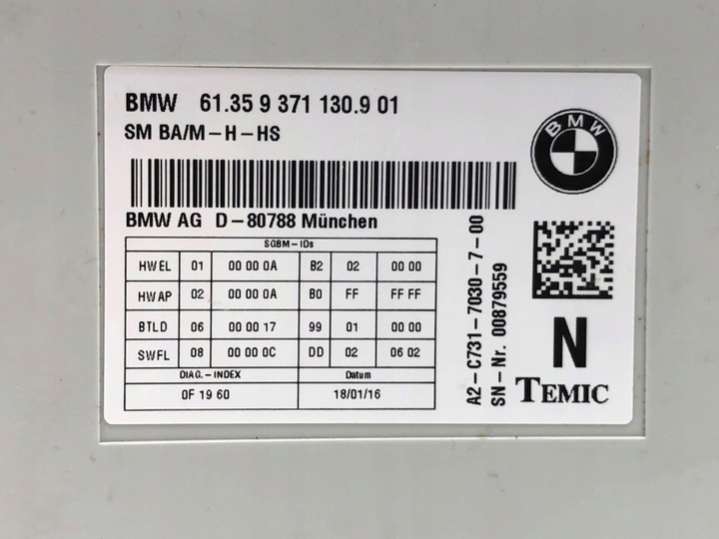 BMW 61.35 9 371 130.9 01
SM BA/M-H-HS
BMW
BMW AG D-80788 München
SGBM-IDs
HWEL 01 00 00 0A B2 02 00 00
HWAP 02 00 00 0A B0 FF FF FF
BTLD 06 00 00 17 99 01 00 00
SWFL 08 00 00 0C DD 02 06 02
DIAG.-INDEX Datum
0F 19 60 18/01/16
A2-C731-7030-7-00
SN-Nr. 00879559
N
TEMIC